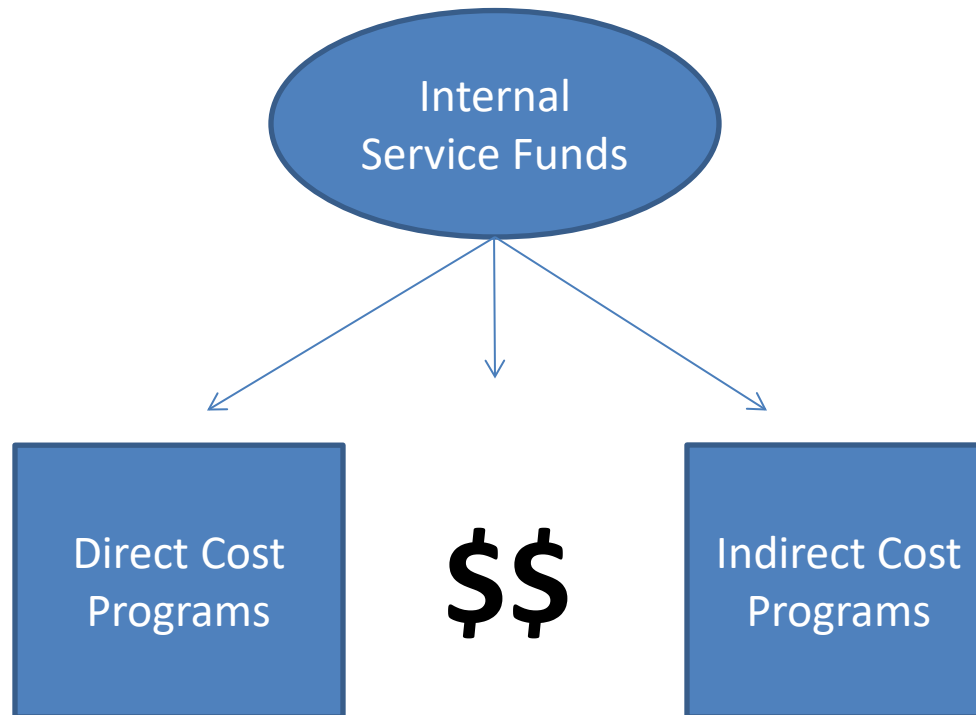 Internal
Service Funds
Direct Cost
Programs
$$
Indirect Cost
Programs